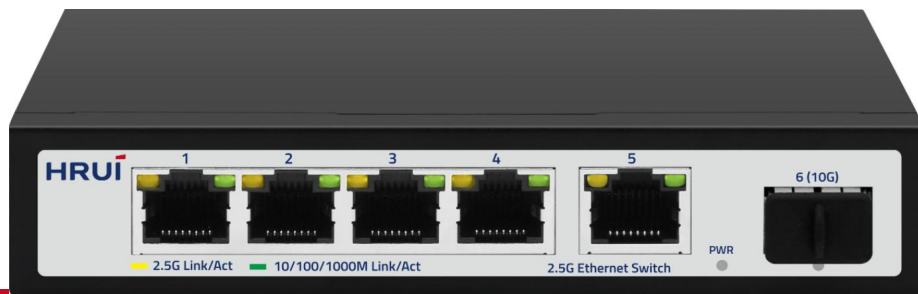 HRUI
1 2 3 4 5
6 (10G)
2.5G Link/Act 10/100/1000M Link/Act
2.5G Ethernet Switch
PWR